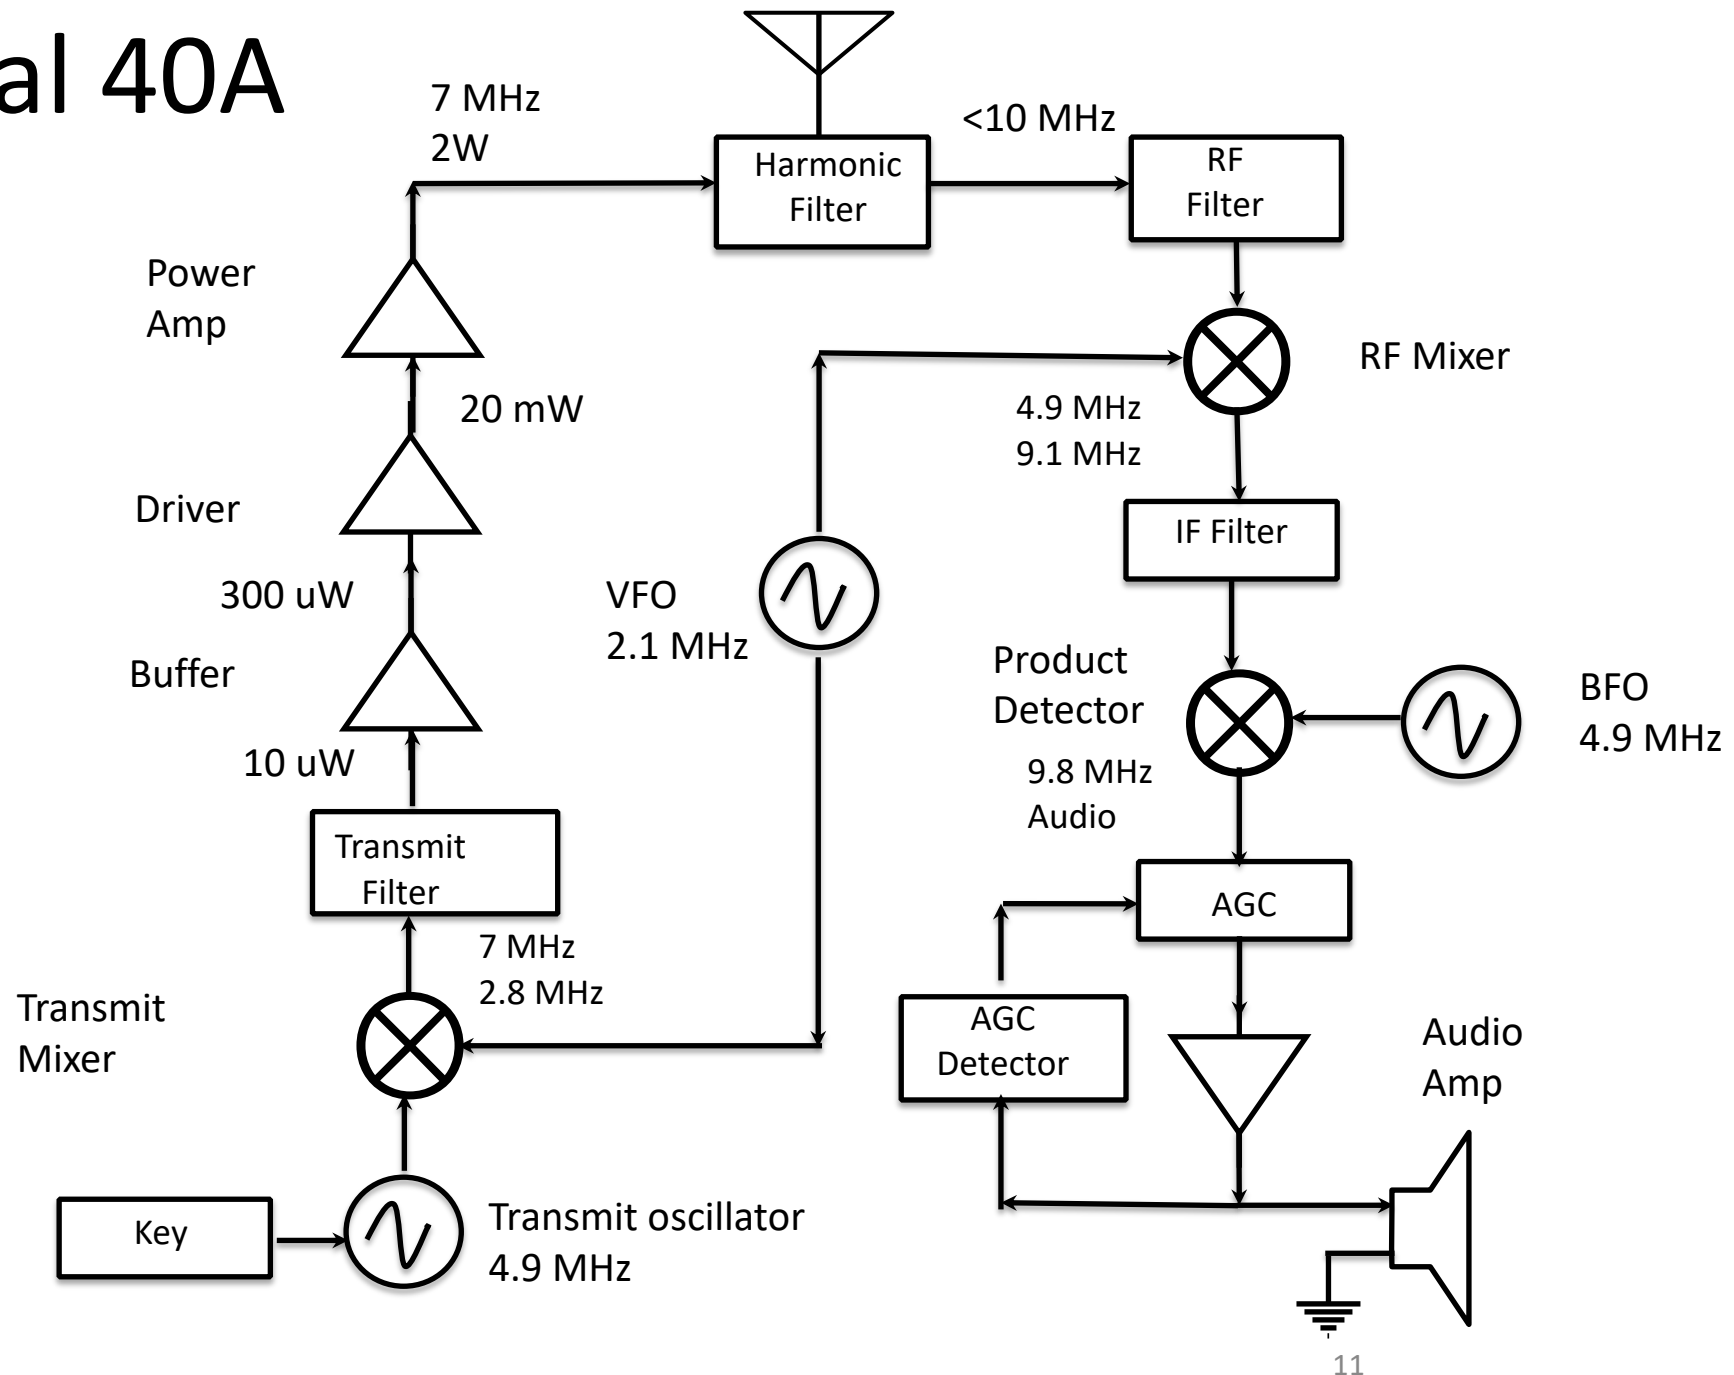 al 40A
7 MHz
2W
<10 MHz
Harmonic
Filter
RF
Filter
Power
Amp
RF Mixer
20 mW
4.9 MHz
9.1 MHz
Driver
IF Filter
300 uW
VFO
2.1 MHz
Buffer
Product
Detector
BFO
4.9 MHz
10 uW
9.8 MHz
Audio
Transmit
Filter
AGC
7 MHz
2.8 MHz
Transmit
Mixer
AGC
Detector
Audio
Amp
Key
Transmit oscillator
4.9 MHz
11